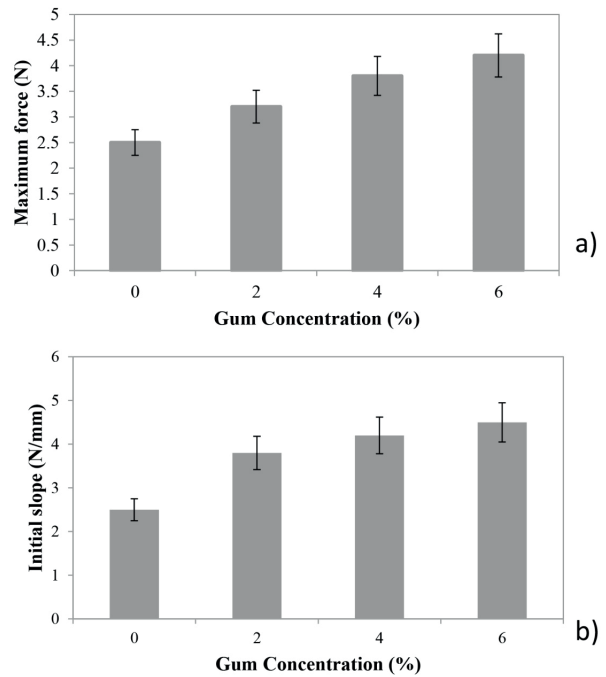 5
4.5
4
3.5
3
2.5
2
1.5
1
0.5
0
Maximum force (N)
0 2 4 6
Gum Concentration (%)
a)
6
5
4
3
2
1
0
Initial slope (N/mm)
0 2 4 6
Gum Concentration (%)
b)